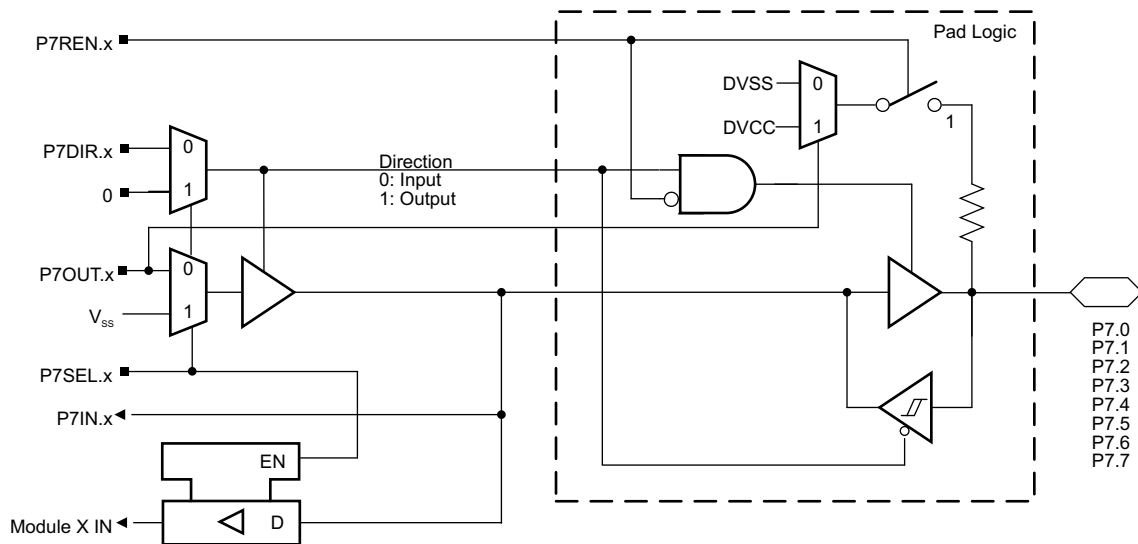 P7REN.x
Pad Logic
DVSS
0
DVCC
1
1
P7DIR.x
0
0
1
Direction
0: Input
1: Output
P7OUT.x
0
VSS
1
P7SEL.x
P7IN.x
EN
Module X IN
D
P7.0
P7.1
P7.2
P7.3
P7.4
P7.5
P7.6
P7.7